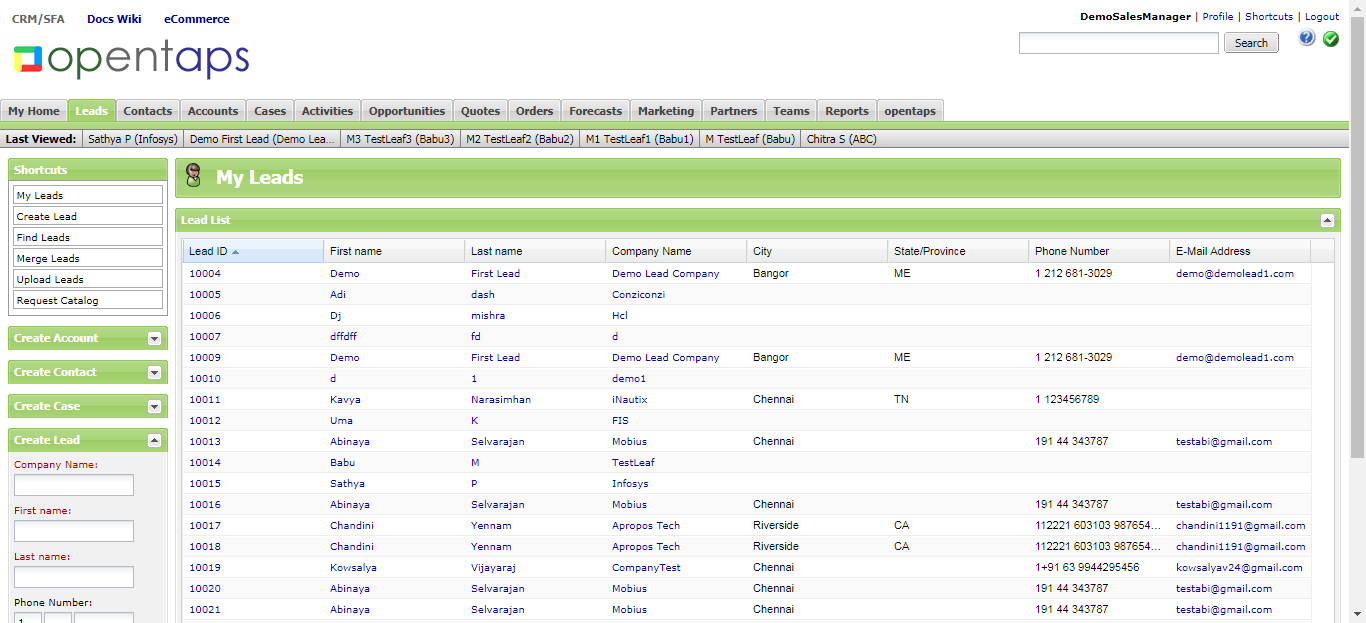 CRM/SFA Docs Wiki eCommerce
DemoSalesManager | Profile | Shortcuts | Logout
opentaps
Search
?
My Home Leads Contacts Accounts Cases Activities Opportunities Quotes Orders Forecasts Marketing Partners Teams Reports opentaps
Last Viewed: Sathya P (Infosys) Demo First Lead (Demo Lea... M3 TestLeaf3 (Babu3) M2 TestLeaf2 (Babu2) M1 TestLeaf1 (Babu1) M TestLeaf (Babu) Chitra S (ABC)
Shortcuts
My Leads
Create Lead
Find Leads
Merge Leads
Upload Leads
Request Catalog
Create Account
Create Contact
Create Case
Create Lead
Company Name:
First name:
Last name:
Phone Number:
1
My Leads
Lead List
Lead ID First name Last name Company Name City State/Province Phone Number E-Mail Address
10004 Demo First Lead Demo Lead Company Bangor ME 1 212 681-3029 demo@demolead1.com
10005 Adi dash Conziconzi
10006 Dj mishra Hcl
10007 dffdff fd d
10009 Demo First Lead Demo Lead Company Bangor ME 1 212 681-3029 demo@demolead1.com
10010 d 1 demo1
10011 Kavya Narasimhan iNautix Chennai TN 1 123456789
10012 Uma K FIS
10013 Abinaya Selvarajan Mobius Chennai 191 44 343787 testabi@gmail.com
10014 Babu M TestLeaf
10015 Sathya P Infosys
10016 Abinaya Selvarajan Mobius Chennai 191 44 343787 testabi@gmail.com
10017 Chandini Yennam Apropos Tech Riverside CA 112221 603103 987654... chandini1191@gmail.com
10018 Chandini Yennam Apropos Tech Riverside CA 112221 603103 987654... chandini1191@gmail.com
10019 Kowsalya Vijayaraj CompanyTest Chennai 1+91 63 9944295456 kowsalyav24@gmail.com
10020 Abinaya Selvarajan Mobius Chennai 191 44 343787 testabi@gmail.com
10021 Abinaya Selvarajan Mobius Chennai 191 44 343787 testabi@gmail.com